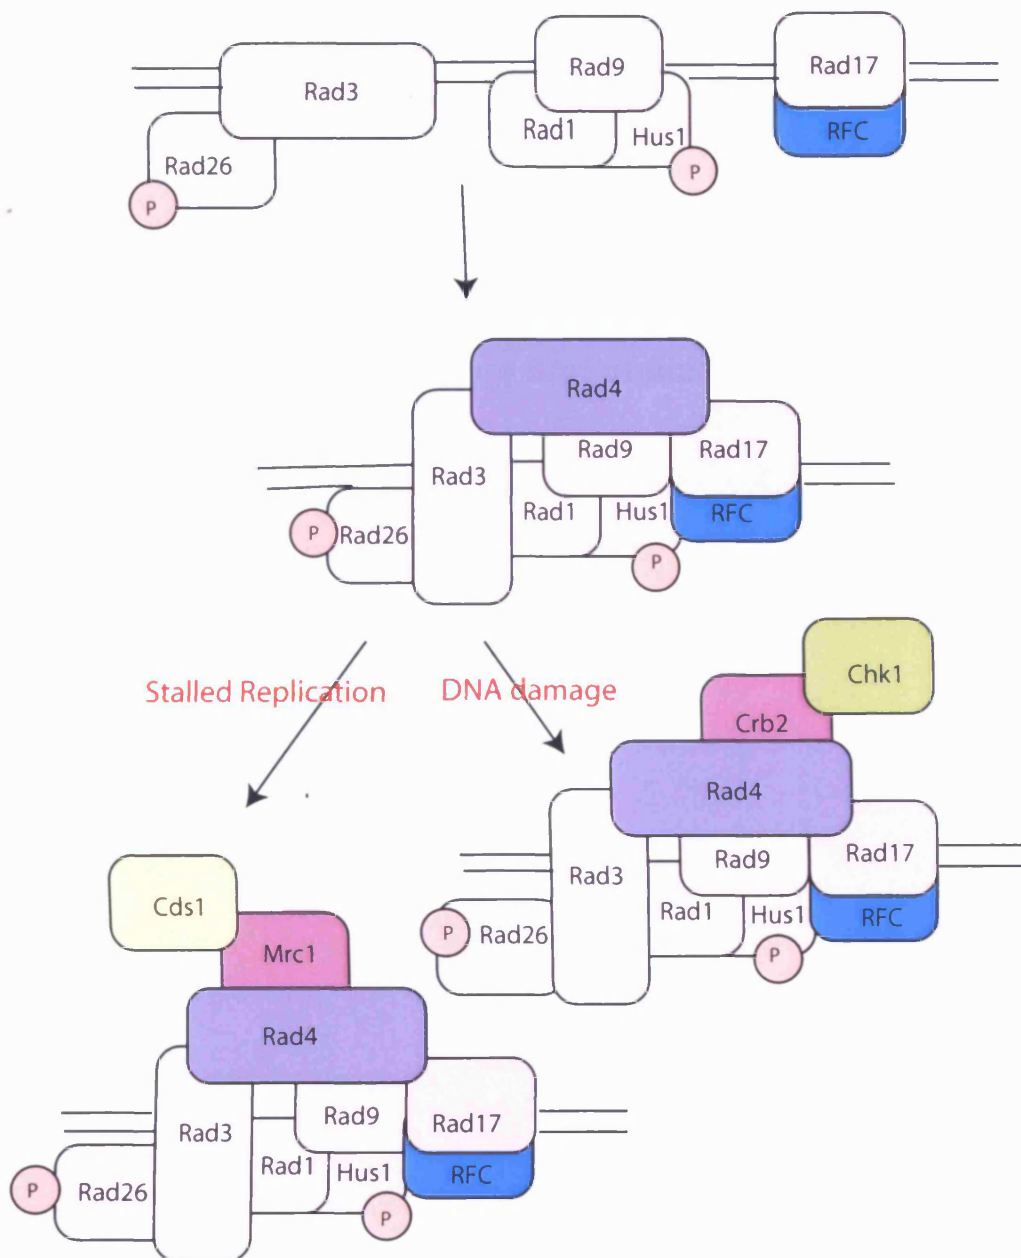 Rad3
Rad9
Rad17
Rad1
Hus1
RFC
Rad26
P
P
Rad4
Rad3
Rad9
Rad17
Rad1
Hus1
RFC
P
Rad26
P
Stalled Replication
DNA damage
Chk1
Crb2
Rad4
Rad3
Rad9
Rad17
Rad1
Hus1
RFC
P
Rad26
P
Cds1
Mrc1
Rad4
Rad3
Rad9
Rad17
Rad1
Hus1
RFC
P
Rad26
P